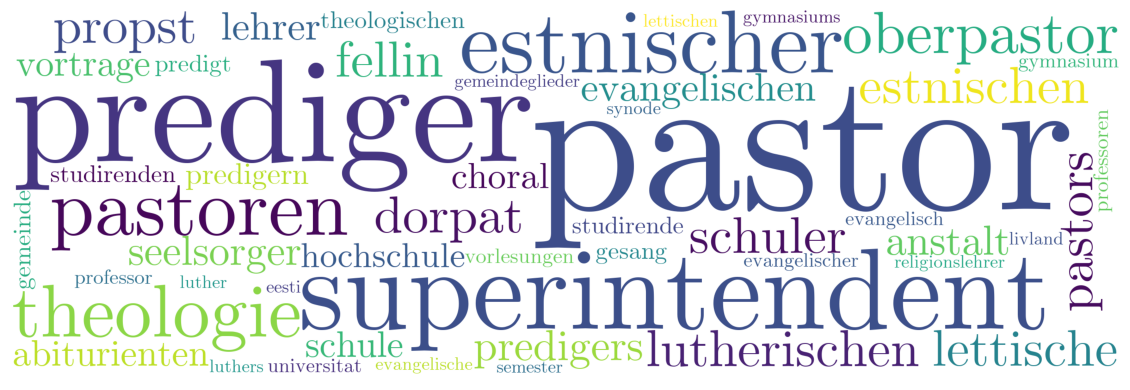 propst lehrer theologischen lettischen gymnasiums
estnischer oberpastor
vortrage predigt fellin gymnasium
gemeindeglieder evangelischen estnischen
prediger synode pastor professoren
studirenden predigern choral
pastoren dorpat studirende evangelisch pastors
gemeinde seelsorger hochschule vorlesungen gesang schuler anstalt livland
professor luther eesti evangelischer religionslehrer
theologie superintendent
abiturienten schule predigers lutherischen lettische
luthers universitat evangelische semester